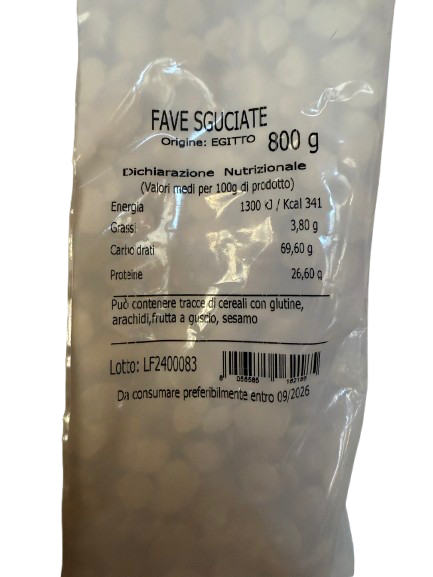 FAVE SGUCIATE
Origine: EGITTO 800 g
Dichiarazione Nutrizionale
(Valori medi per 100g di prodotto)
Energia 1300 kJ / Kcal 341
Grassi 3,80 g
Carboidrati 69,60 g
Proteine 26,60 g
Può contenere tracce di cereali con glutine,
arachidi,frutta a guscio, sesamo
Lotto: LF2400083
Da consumare preferibilmente entro 09/2026